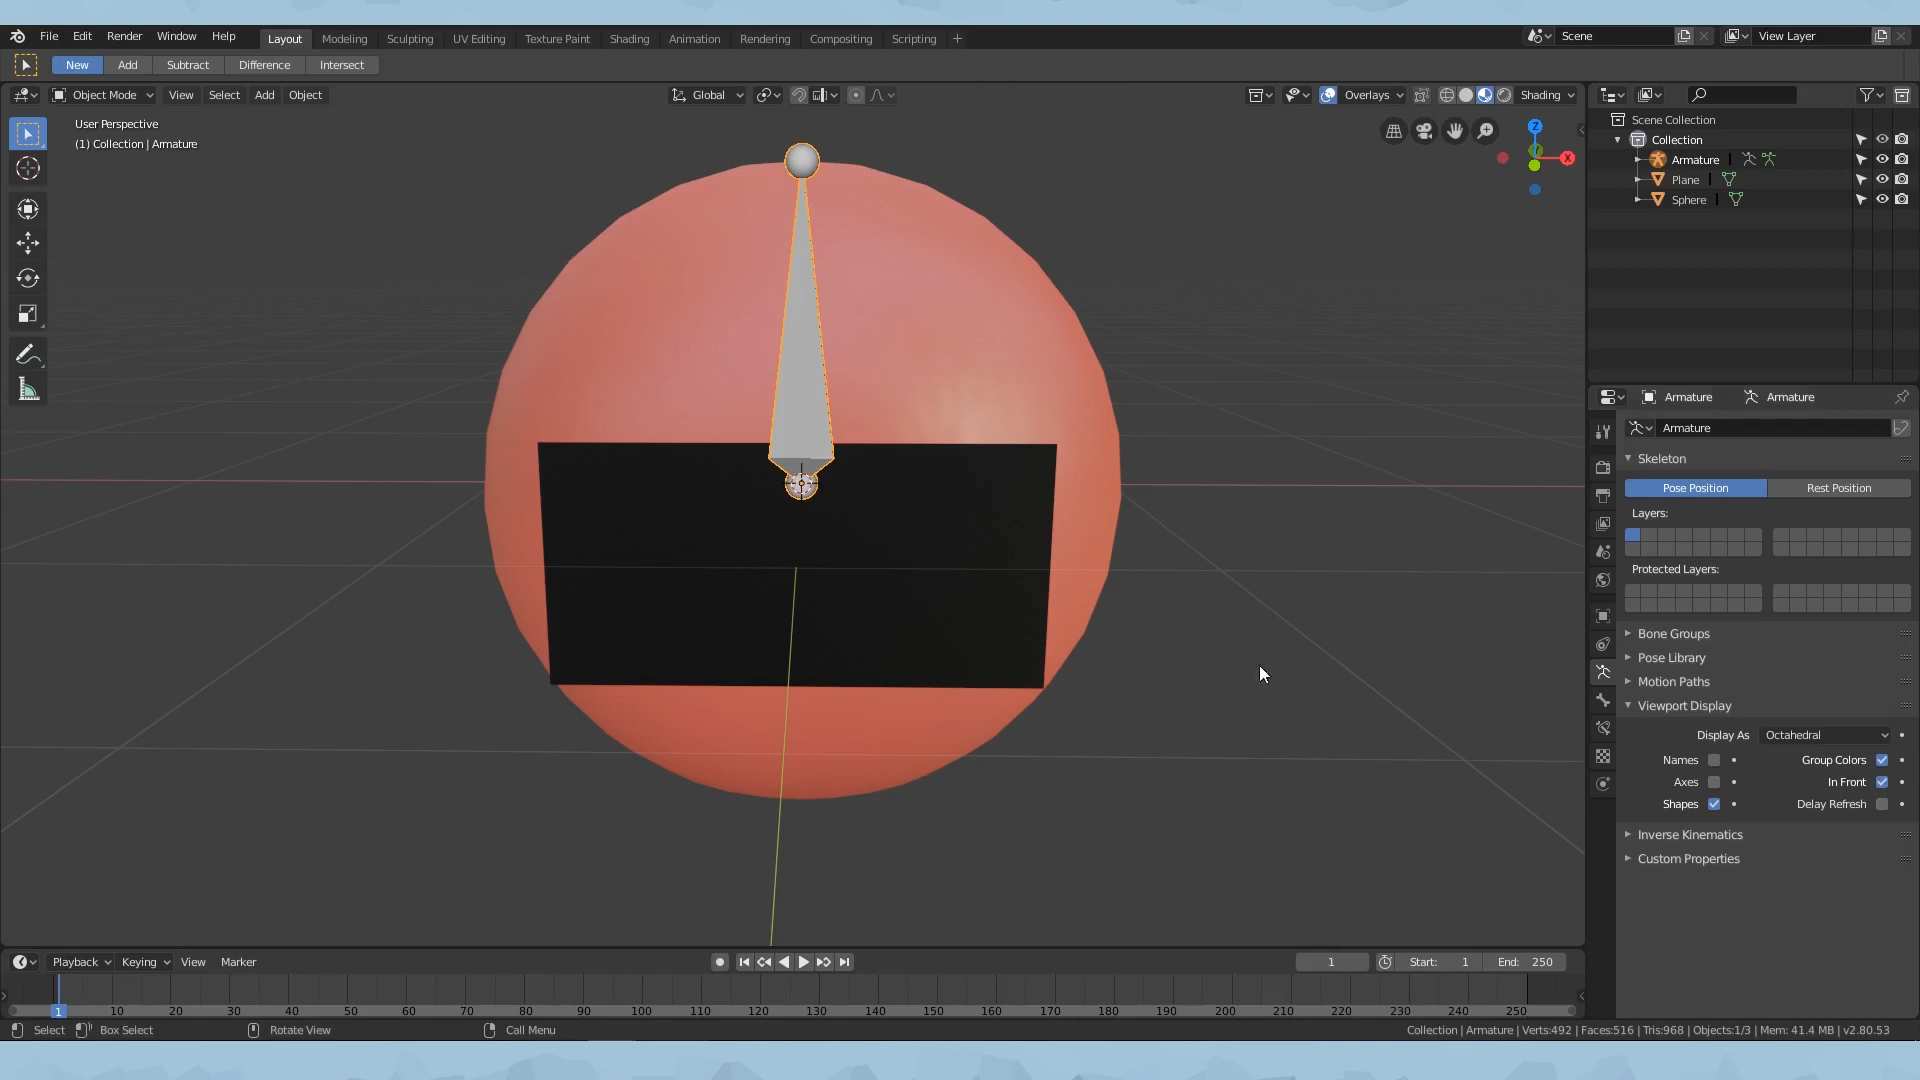 File Edit Render Window Help Layout Modeling Sculpting UV Editing Texture Paint Shading Animation Rendering Compositing Scripting + Scene View Layer
New Add Subtract Difference Intersect
Object Mode View Select Add Object Global Overlays Shading
User Perspective
(1) Collection | Armature
Z
X
Scene Collection
Collection
Armature
Plane
Sphere
Armature Armature
Armature
Skeleton
Pose Position Rest Position
Layers:
Protected Layers:
Bone Groups
Pose Library
Motion Paths
Viewport Display
Display As Octahedral
Names Group Colors
Axes In Front
Shapes Delay Refresh
Inverse Kinematics
Custom Properties
Playback Keying View Marker 1 Start: 1 End: 250
1 10 20 30 40 50 60 70 80 90 100 110 120 130 140 150 160 170 180 190 200 210 220 230 240 250
Select Box Select Rotate View Call Menu Collection | Armature | Verts:492 | Faces:516 | Tris:968 | Objects:1/3 | Mem: 41.4 MB | v2.80.53